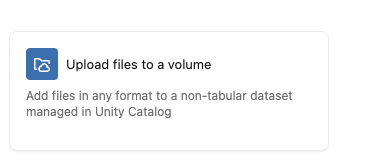 Upload files to a volume
Add files in any format to a non-tabular dataset
managed in Unity Catalog